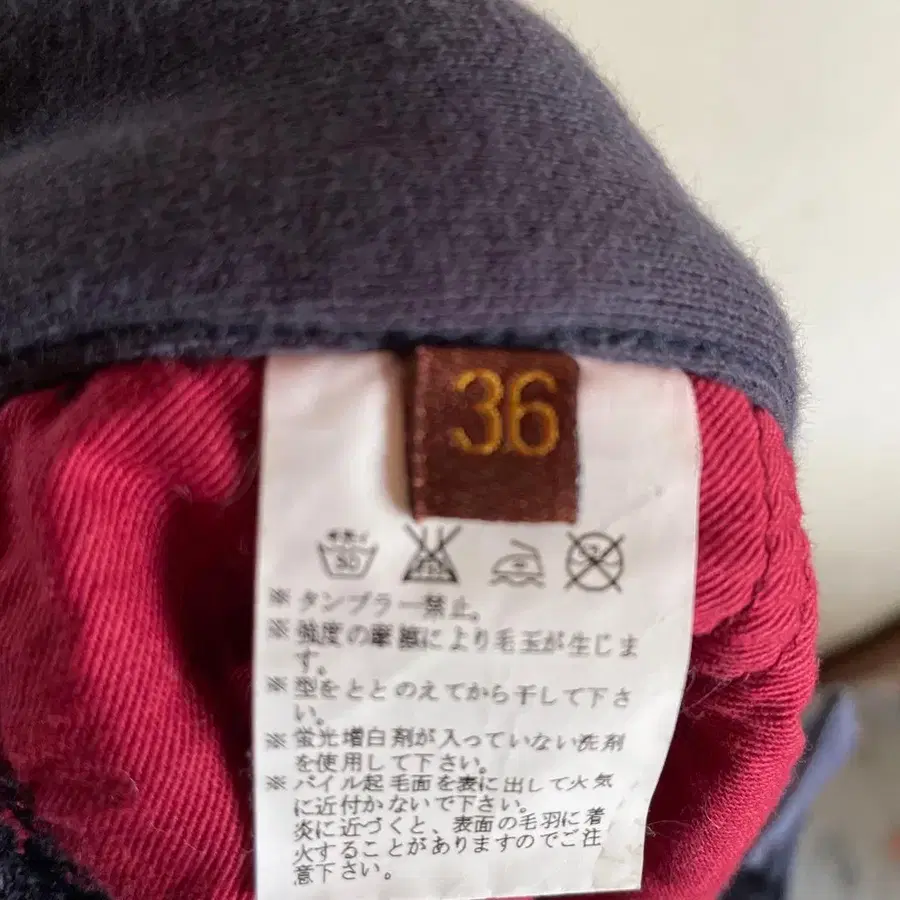 36
30
※タンブラー禁止。
※強度の摩擦により毛玉が生じま
す。
※型をととのえてから干して下さ
い。
※蛍光増白剤が入っていない洗剤
を使用して下さい。
※パイル起毛面を表に出して火気
に近付かないで下さい。
炎に近づくと、表面の毛羽に着
火することがありますのでご注
意下さい。